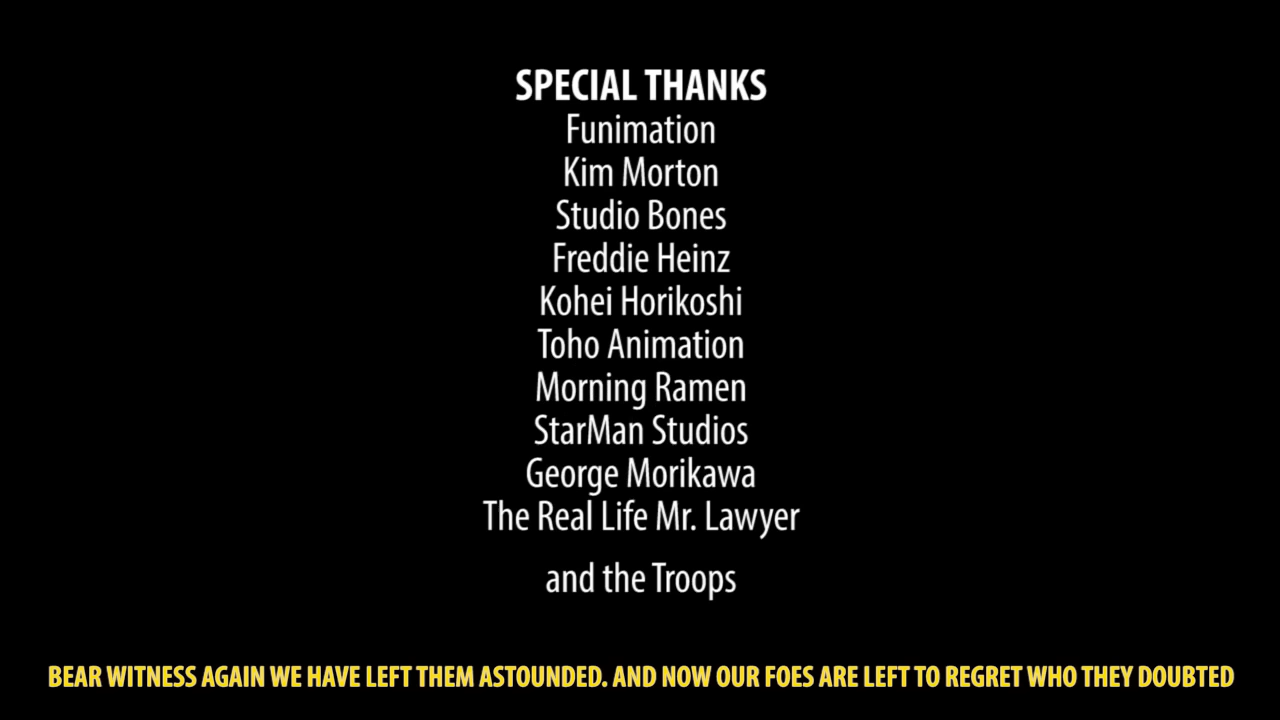 SPECIAL THANKS
Funimation
Kim Morton
Studio Bones
Freddie Heinz
Kohei Horikoshi
Toho Animation
Morning Ramen
StarMan Studios
George Morikawa
The Real Life Mr. Lawyer
and the Troops
BEAR WITNESS AGAIN WE HAVE LEFT THEM ASTOUNDED. AND NOW OUR FOES ARE LEFT TO REGRET WHO THEY DOUBTED